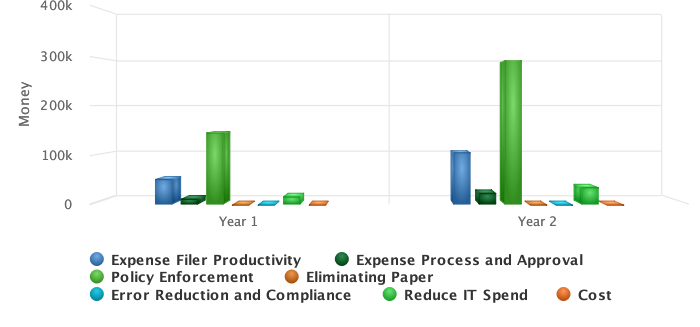 400k
300k
200k
100k
0
Money
Year 1
Year 2
Expense Filer Productivity
Expense Process and Approval
Policy Enforcement
Eliminating Paper
Error Reduction and Compliance
Reduce IT Spend
Cost